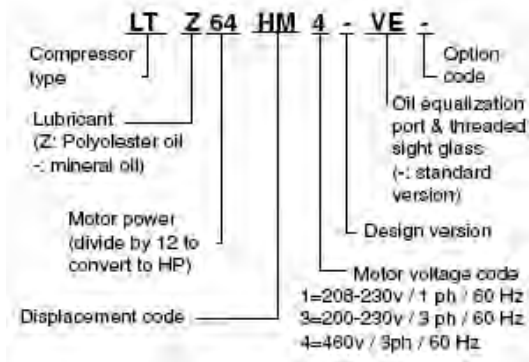 LT Z 64 HM 4 - VE -
Compressor
type
Option
code
Lubricant
(Z: Polyolester oil
-: mineral oil)
Oil equalization
port & threaded
sight glass
(-: standard
version)
Motor power
(divide by 12 to
convert to HP)
Design version
Displacement code
Motor voltage code
1=208-230v / 1 ph / 60 Hz
3=200-230v / 3 ph / 60 Hz
4=460v / 3ph / 60 Hz